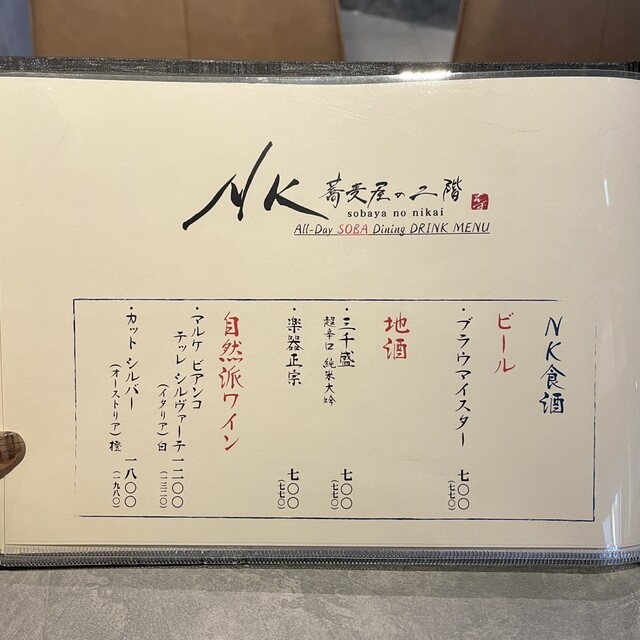 NK 蕎麦屋の二階
sobaya no nikai
All-Day SOBA Dining DRINK MENU
NK食酒
ビール
・ブラウマイスター 七〇〇
(七七〇)
地酒
・三千盛 七〇〇
超辛口 純米大吟 (七七〇)
・楽器正宗 七〇〇
(七七〇)
自然派ワイン
・マルケ ビアンコ
テッレ シルヴァーテ 一二〇〇
(イタリア)白 (一三二〇)
・カット シルバー 一八〇〇
(オーストリア)橙 (一九八〇)